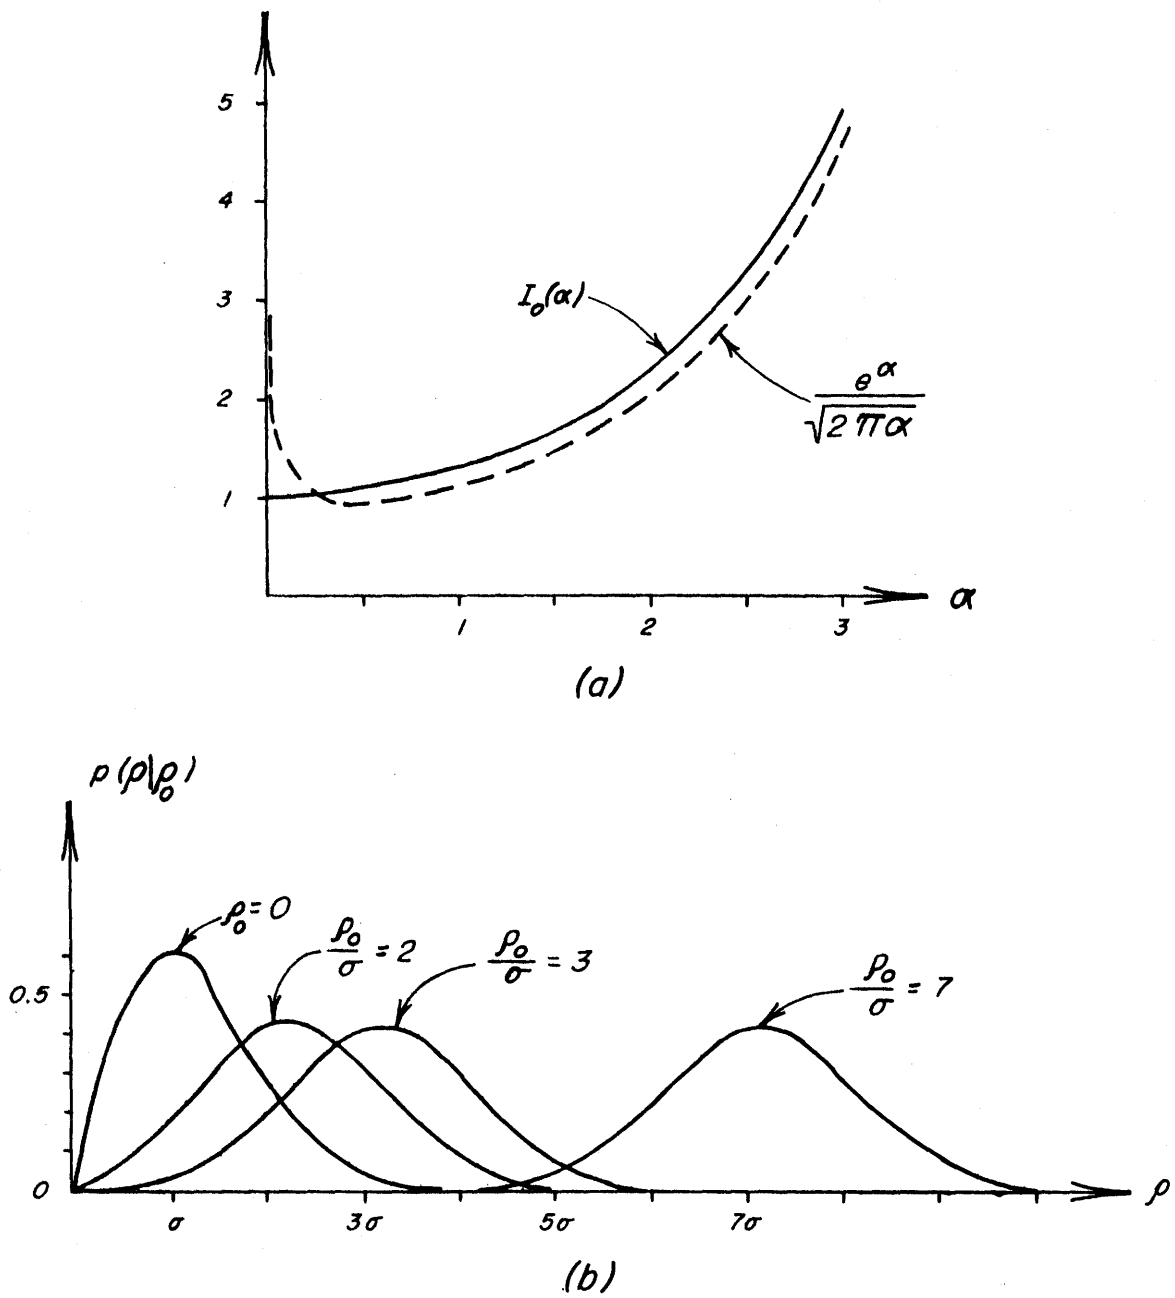 5
4
3
2
1
I₀(α)
e^α
√2πα
1 2 3
α
(a)
p(ρ|ρ₀)
ρ₀=0
ρ₀/σ = 2
ρ₀/σ = 3
ρ₀/σ = 7
0.5
0
σ 3σ 5σ 7σ
ρ
(b)